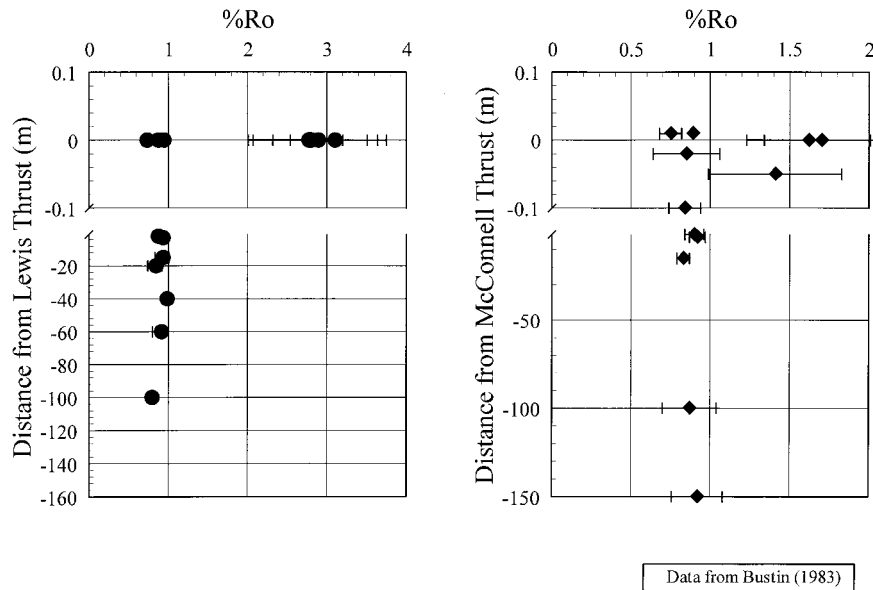 %Ro
0 1 2 3 4
0.1
0
-0.1
-20
-40
-60
-80
-100
-120
-140
-160
Distance from Lewis Thrust (m)
%Ro
0 0.5 1 1.5 2
0.1
0
-0.1
-50
-100
-150
Distance from McConnell Thrust (m)
Data from Bustin (1983)